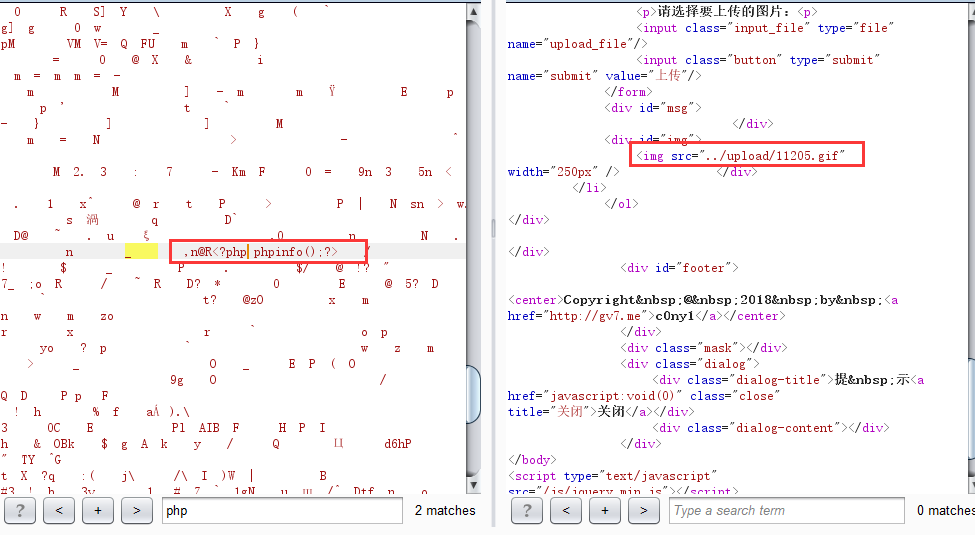 0 R S] Y \ X g ( `
g] g 0 w _
pM VM V= Q FU m ` P }
= 0 @ X & i
m = m m = -
m M ] - m m Ÿ E p
p ' t `
- } ] ] M
m = N > - ˆ
M 2. 3 : 7 - Km F 0 = 9n 3 5n <
. 1 xˆ @ r t P > P | N sn > w.
s 渦 q D`
D@ ~ . u ξ .O n N .
n _ ,n@R<?php phpinfo();?> /
! $ _ P . $/ @ !? "
7_ ;o R / ~ R D? * 0 E @ 5? D
t? @zO x m
n w m zo
r x r ` o p
yo ? p ` w z m
> _ O _ E P ( O
9g O /
Q D P p F
! h % f aÁ ).\
3 0C E Pl AIB F H P I
h & OBk $ g A k y / Q Ц d6hP
" TY ˆG
t X ?q :( j\ /\ I )W | B
? < + > php 2 matches
<p>请选择要上传的图片：<p>
<input class="input_file" type="file"
name="upload_file"/>
<input class="button" type="submit"
name="submit" value="上传"/>
</form>
<div id="msg">
</div>
<div id="img">
<img src="../upload/11205.gif"
width="250px" /> </div>
</li>
</ol>
</div>
</div>
<div id="footer">
<center>Copyright&nbsp;@&nbsp;2018&nbsp;by&nbsp;<a
href="http://gv7.me">c0ny1</a></center>
</div>
<div class="mask"></div>
<div class="dialog">
<div class="dialog-title">提&nbsp;示<a
href="javascript:void(0)" class="close"
title="关闭">关闭</a></div>
<div class="dialog-content"></div>
</div>
</body>
<script type="text/javascript"
src="/js/jquery.min.js"></script>
? < + > Type a search term 0 matches